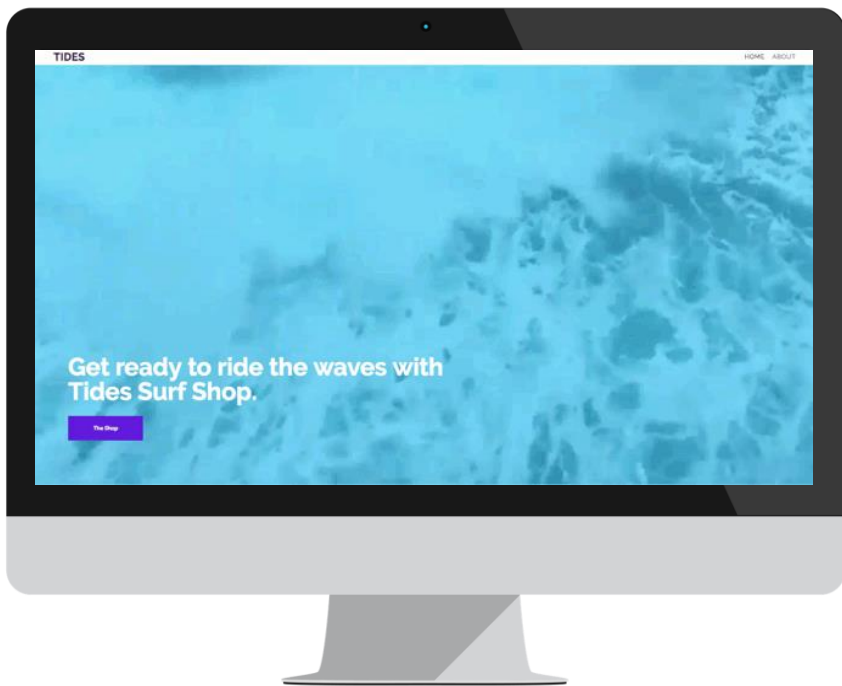 TIDES
HOME ABOUT
Get ready to ride the waves with
Tides Surf Shop.
The Shop